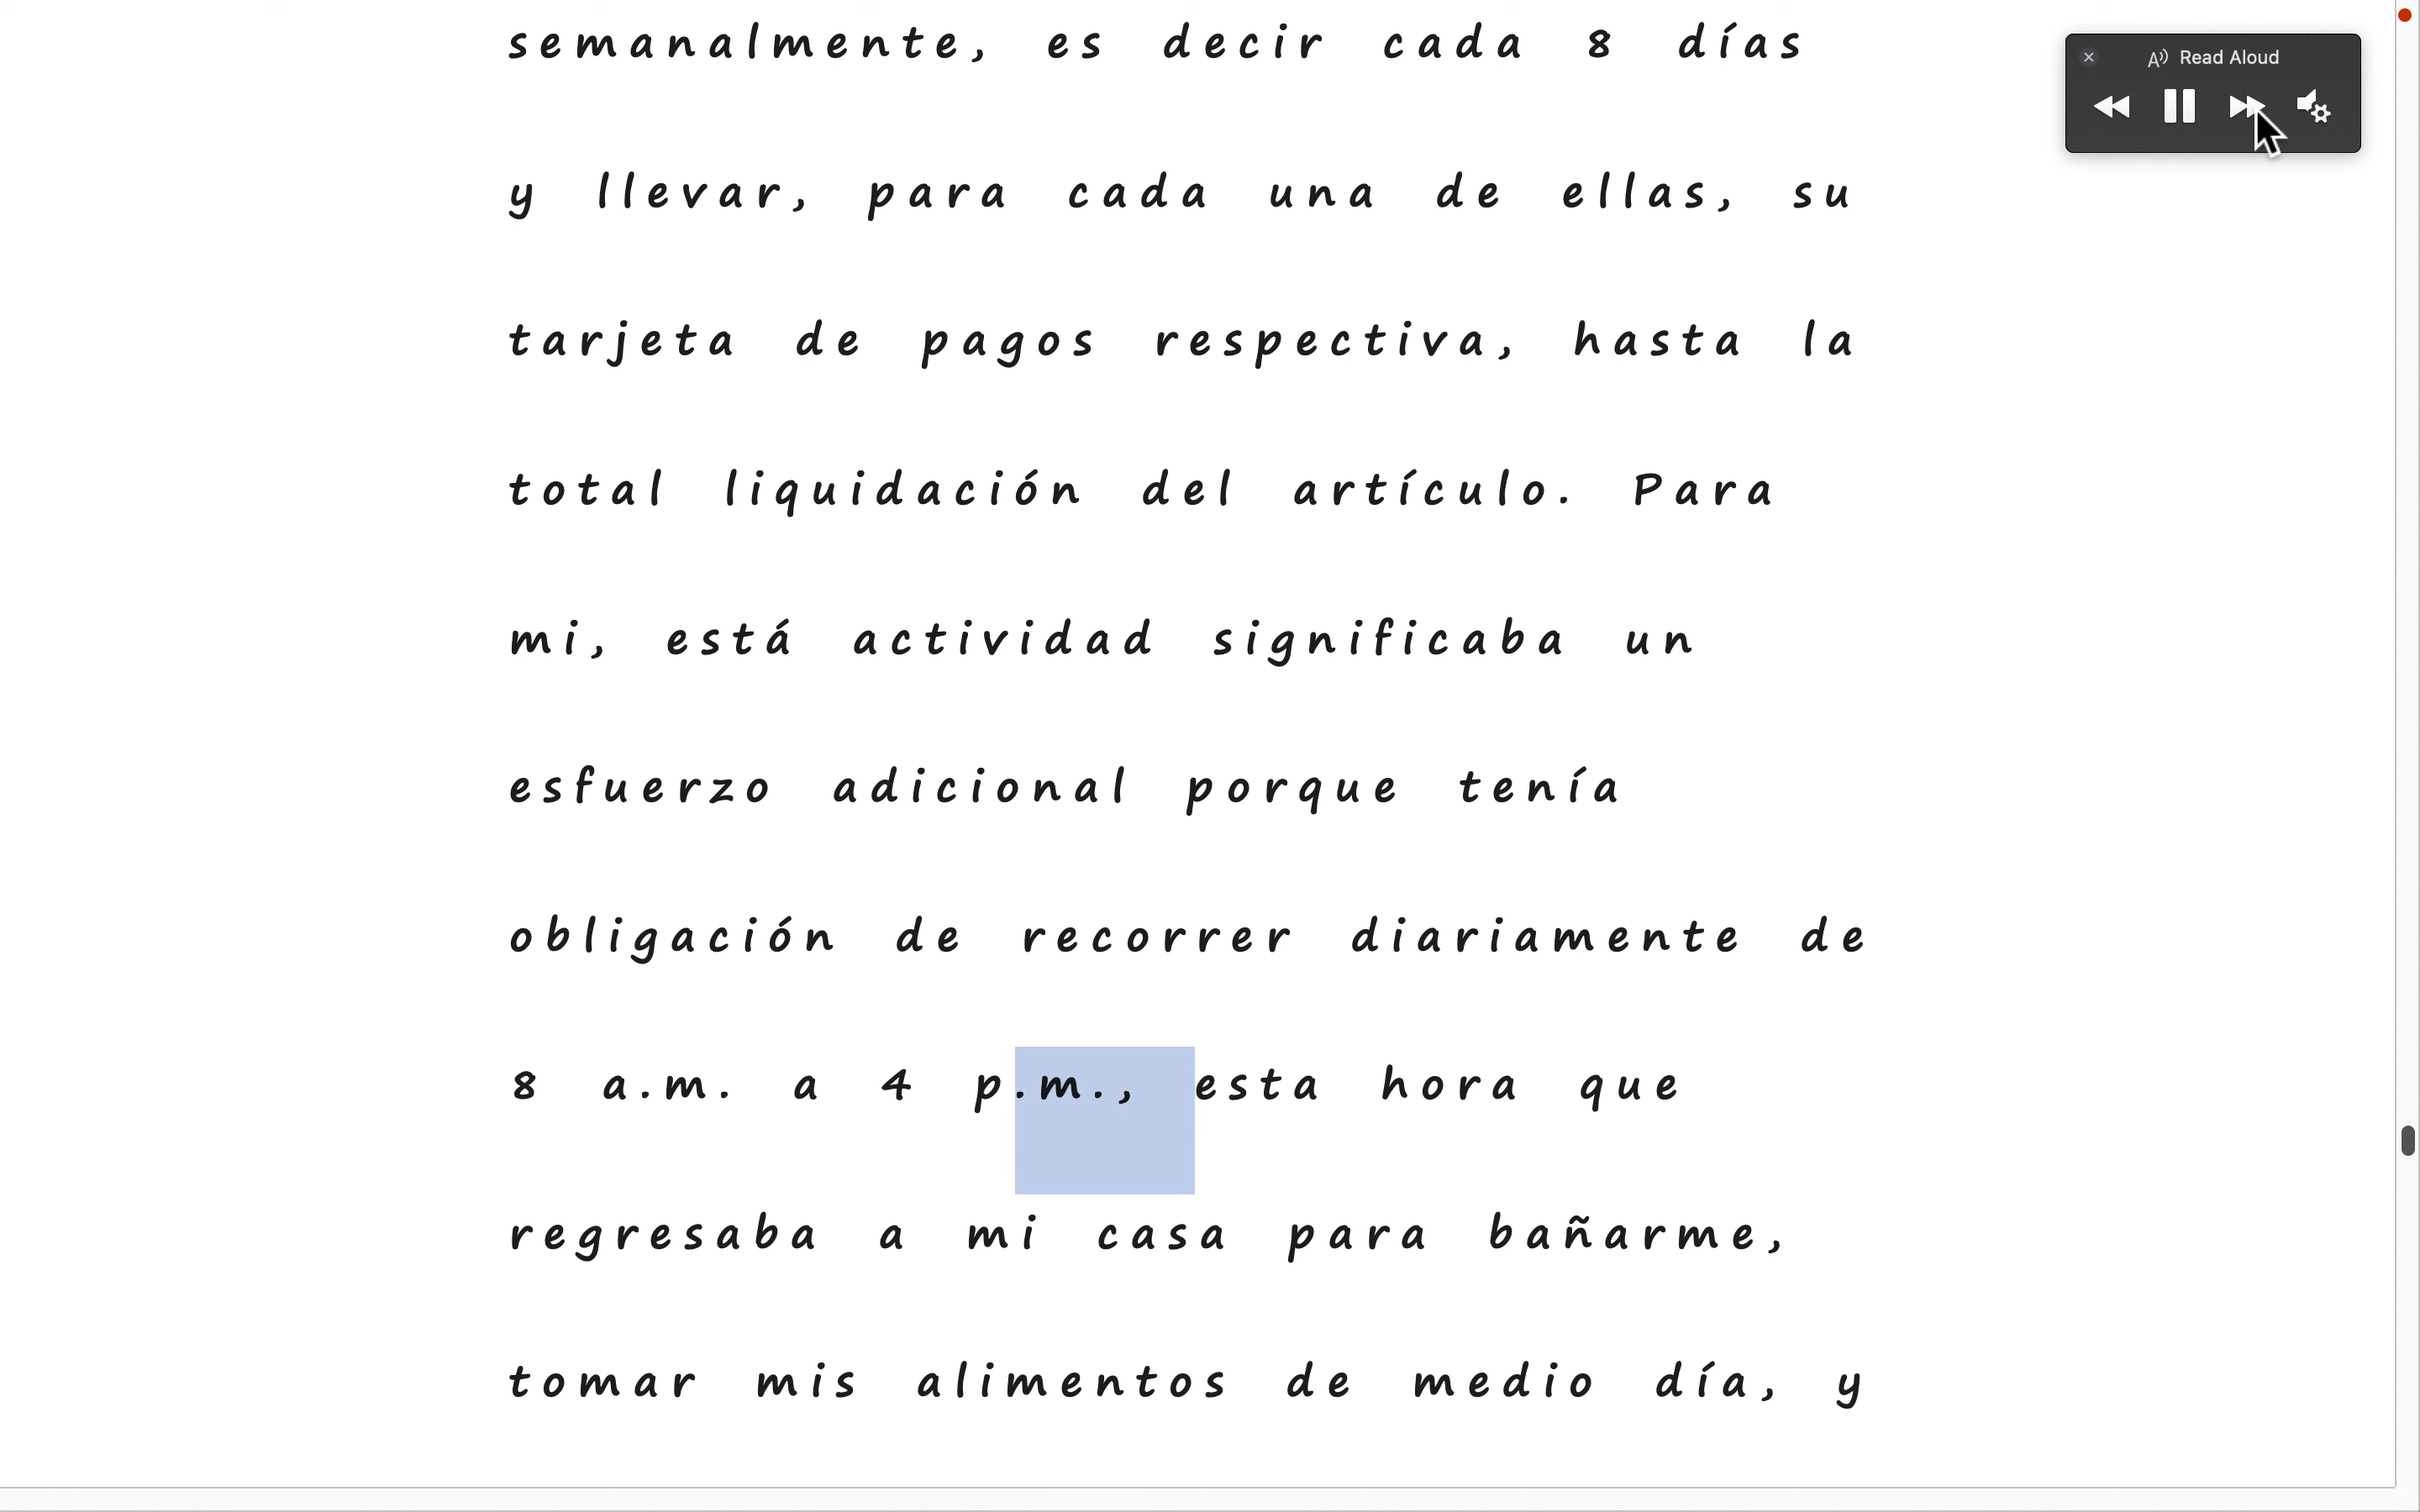 semanalmente, es decir cada 8 días
Read Aloud
y llevar, para cada una de ellas, su
tarjeta de pagos respectiva, hasta la
total liquidación del artículo. Para
mi, está actividad significaba un
esfuerzo adicional porque tenía
obligación de recorrer diariamente de
8 a.m. a 4 p.m., esta hora que
regresaba a mi casa para bañarme,
tomar mis alimentos de medio día, y